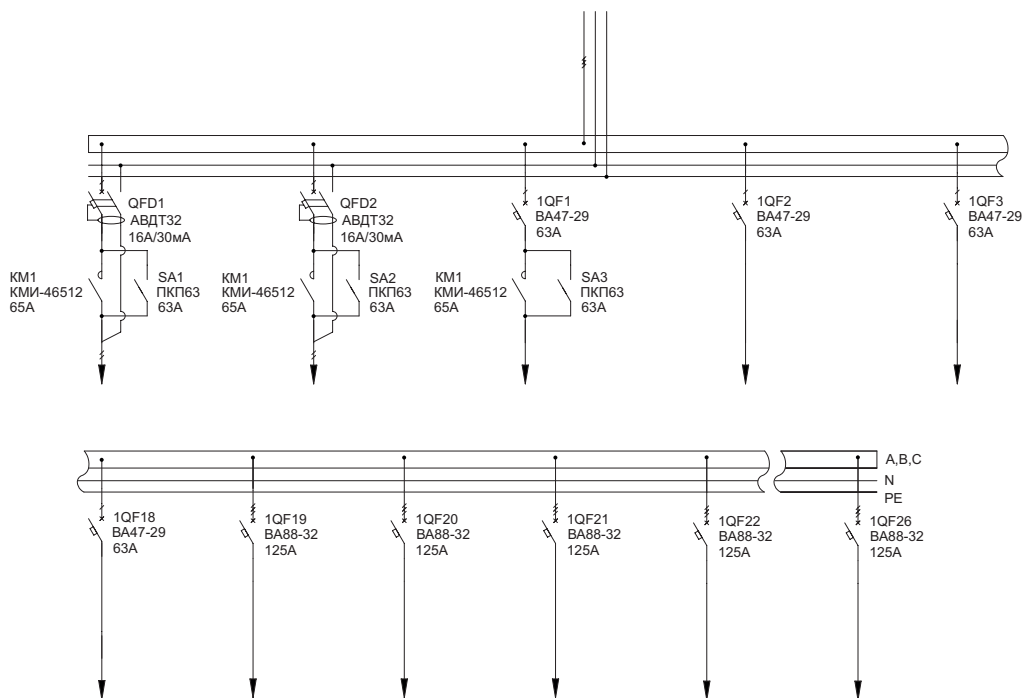 QFD1
АВДТ32
16А/30мА
QFD2
АВДТ32
16А/30мА
1QF1
ВА47-29
63А
1QF2
ВА47-29
63А
1QF3
ВА47-29
63А
КМ1
КМИ-46512
65А
SA1
ПКП63
63А
КМ1
КМИ-46512
65А
SA2
ПКП63
63А
КМ1
КМИ-46512
65А
SA3
ПКП63
63А
А,В,С
N
PE
1QF18
ВА47-29
63А
1QF19
ВА88-32
125А
1QF20
ВА88-32
125А
1QF21
ВА88-32
125А
1QF22
ВА88-32
125А
1QF26
ВА88-32
125А